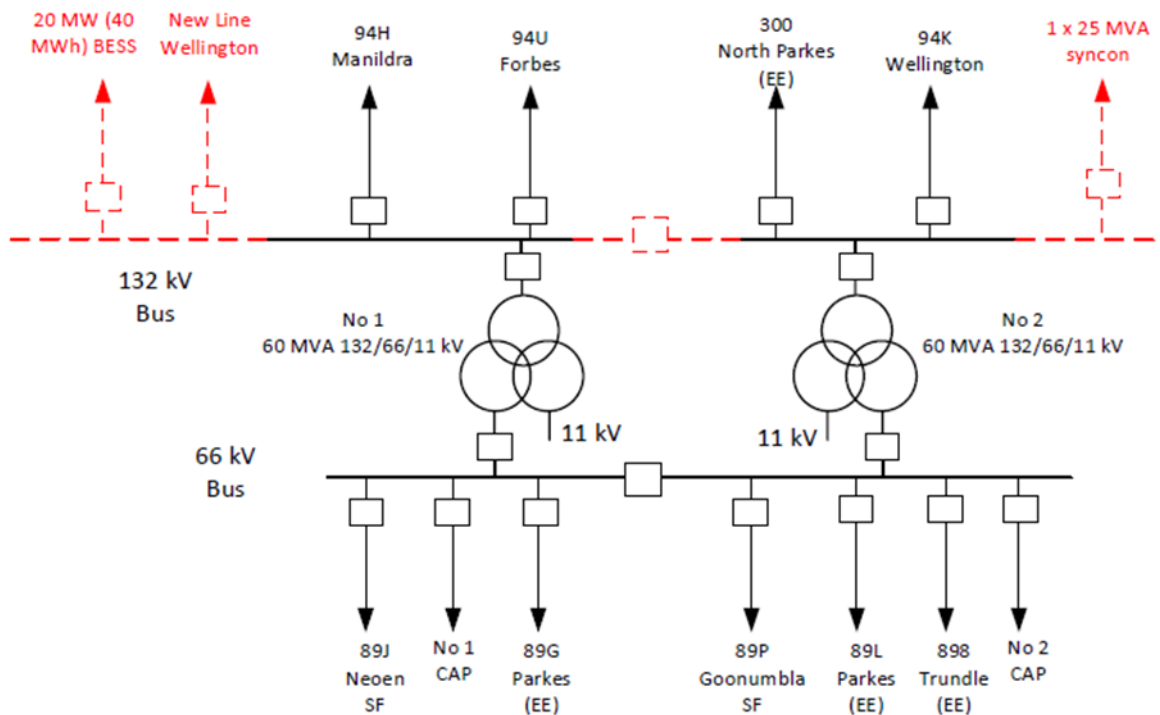 20 MW (40
MWh) BESS
New Line
Wellington
94H
Manildra
94U
Forbes
300
North Parkes
(EE)
94K
Wellington
1 x 25 MVA
syncon
132 kV
Bus
No 1
60 MVA 132/66/11 kV
No 2
60 MVA 132/66/11 kV
11 kV
11 kV
66 kV
Bus
89J
Neoen
SF
No 1
CAP
89G
Parkes
(EE)
89P
Goonumbla
SF
89L
Parkes
(EE)
898
Trundle
(EE)
No 2
CAP